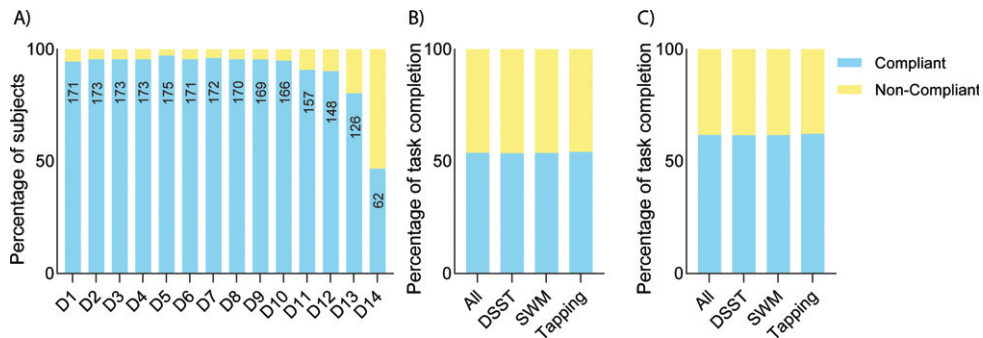 A)
Percentage of subjects
100
50
0
171
173
173
173
175
171
172
170
169
166
157
148
126
62
D1
D2
D3
D4
D5
D6
D7
D8
D9
D10
D11
D12
D13
D14
B)
Percentage of task completion
100
50
0
All
DSST
SWM
Tapping
C)
Percentage of task completion
100
50
0
All
DSST
SWM
Tapping
Compliant
Non-Compliant